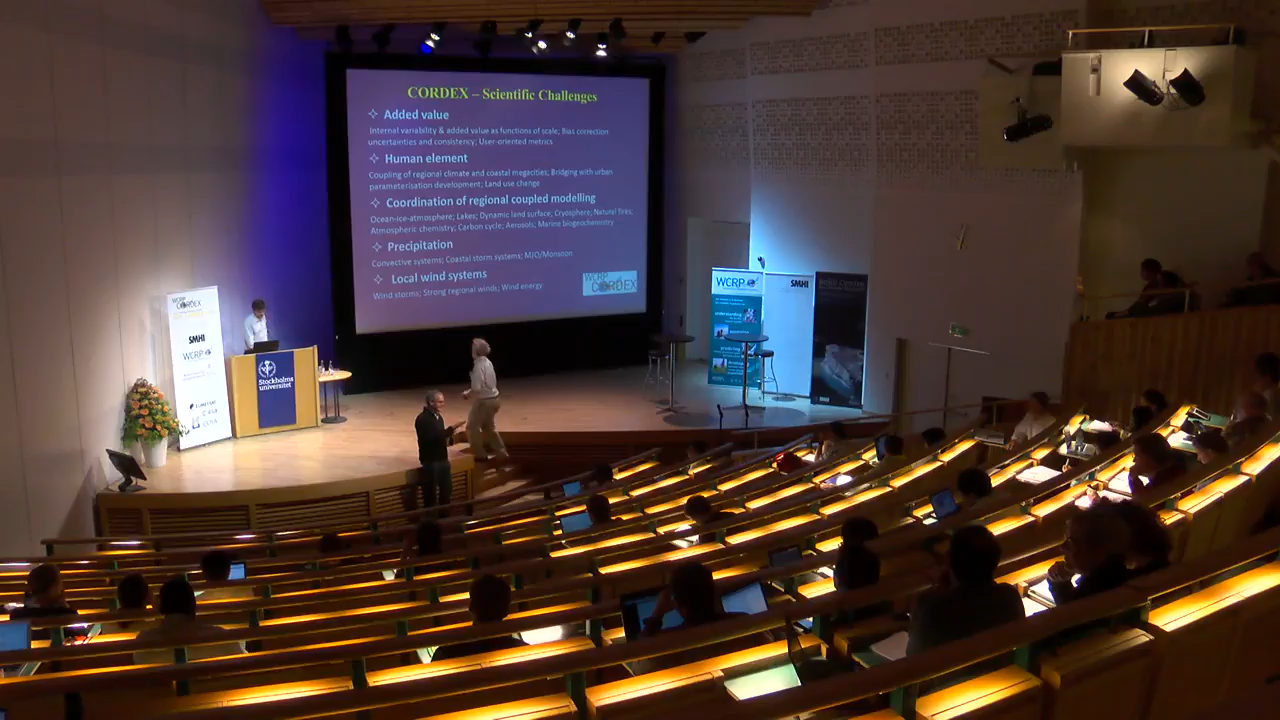 CORDEX – Scientific Challenges
✧ Added value
Internal variability & added value as functions of scale; Bias correction
uncertainties and consistency; User-oriented metrics
✧ Human element
Coupling of regional climate and coastal megacities; Bridging with urban
parameterisation development; Land use change
✧ Coordination of regional coupled modelling
Ocean-ice-atmosphere; Lakes; Dynamic land surface; Cryosphere; Natural fires;
Atmospheric chemistry; Carbon cycle; Aerosols; Marine biogeochemistry
✧ Precipitation
Convective systems; Coastal storm systems; MJO/Monsoon
✧ Local wind systems
Wind storms; Strong regional winds; Wind energy
WCRP
CORDEX
WCRP
CORDEX
SMHI
WCRP
Stockholms
universitet
WCRP
SMHI
understanding
predicting